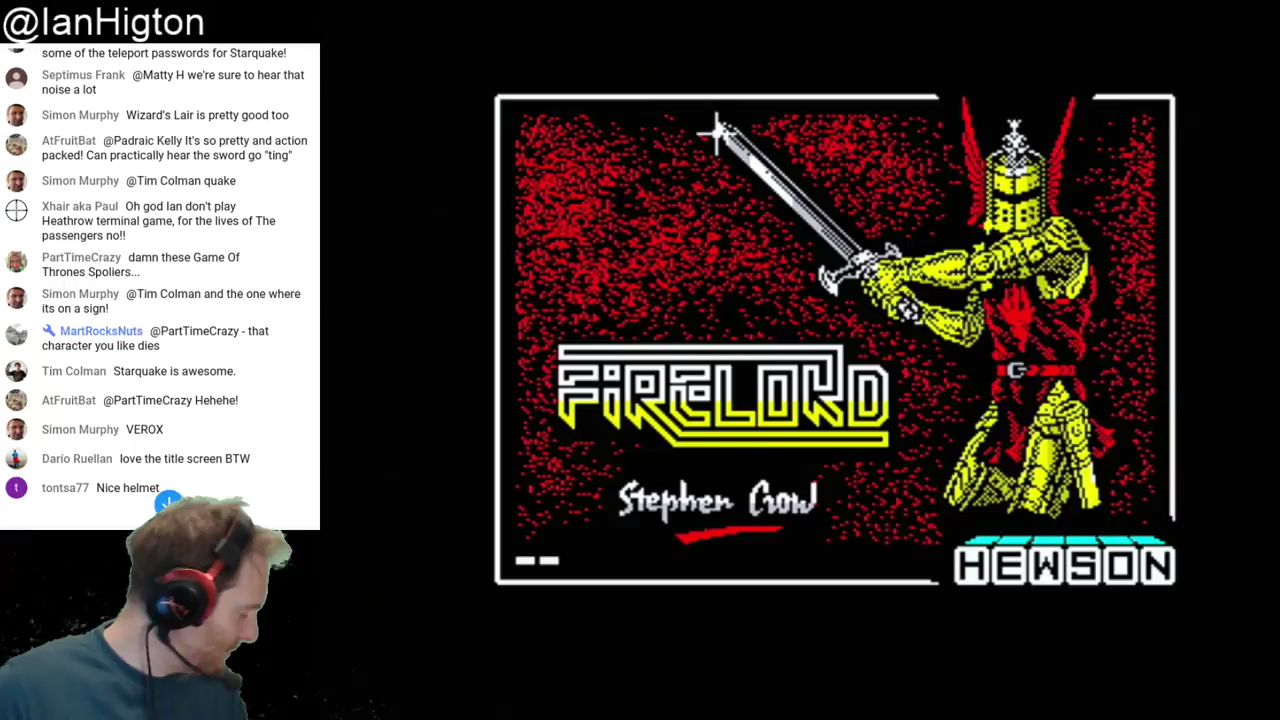 @IanHigton
some of the teleport passwords for Starquake!
Septimus Frank @Matty H we're sure to hear that
noise a lot
Simon Murphy Wizard's Lair is pretty good too
AtFruitBat @Padraic Kelly It's so pretty and action
packed! Can practically hear the sword go "ting"
Simon Murphy @Tim Colman quake
Xhair aka Paul Oh god Ian don't play
Heathrow terminal game, for the lives of The
passengers no!!
PartTimeCrazy damn these Game Of
Thrones Spoliers...
Simon Murphy @Tim Colman and the one where
its on a sign!
MartRocksNuts @PartTimeCrazy - that
character you like dies
Tim Colman Starquake is awesome.
AtFruitBat @PartTimeCrazy Hehehe!
Simon Murphy VEROX
Darío Ruellan love the title screen BTW
t tontsa77 Nice helmet
FiRELORD
Stephen Crow
HEWSON